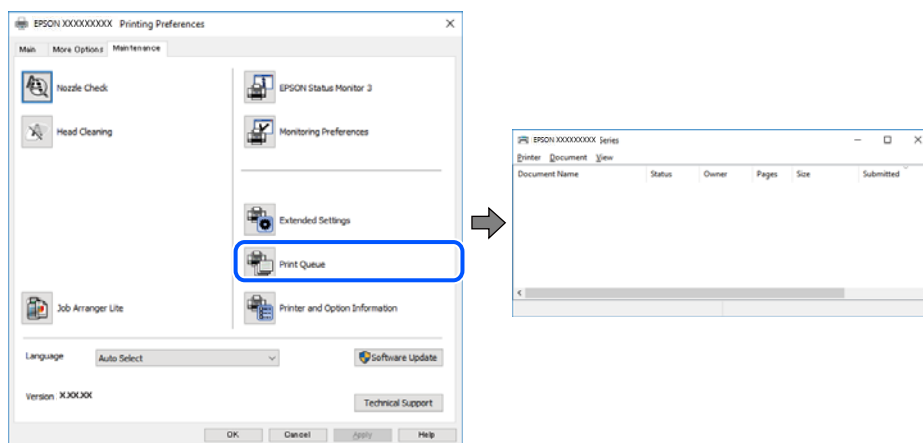 EPSON XXXXXXXXX Printing Preferences
Main More Options Maintenance
Nozzle Check
EPSON Status Monitor 3
Head Cleaning
Monitoring Preferences
Extended Settings
Print Queue
Job Arranger Lite
Printer and Option Information
Language
Auto Select
Software Update
Version X.XX.XX
Technical Support
OK Cancel Apply Help
EPSON XXXXXXXXX Series
Printer Document View
Document Name Status Owner Pages Size Submitted